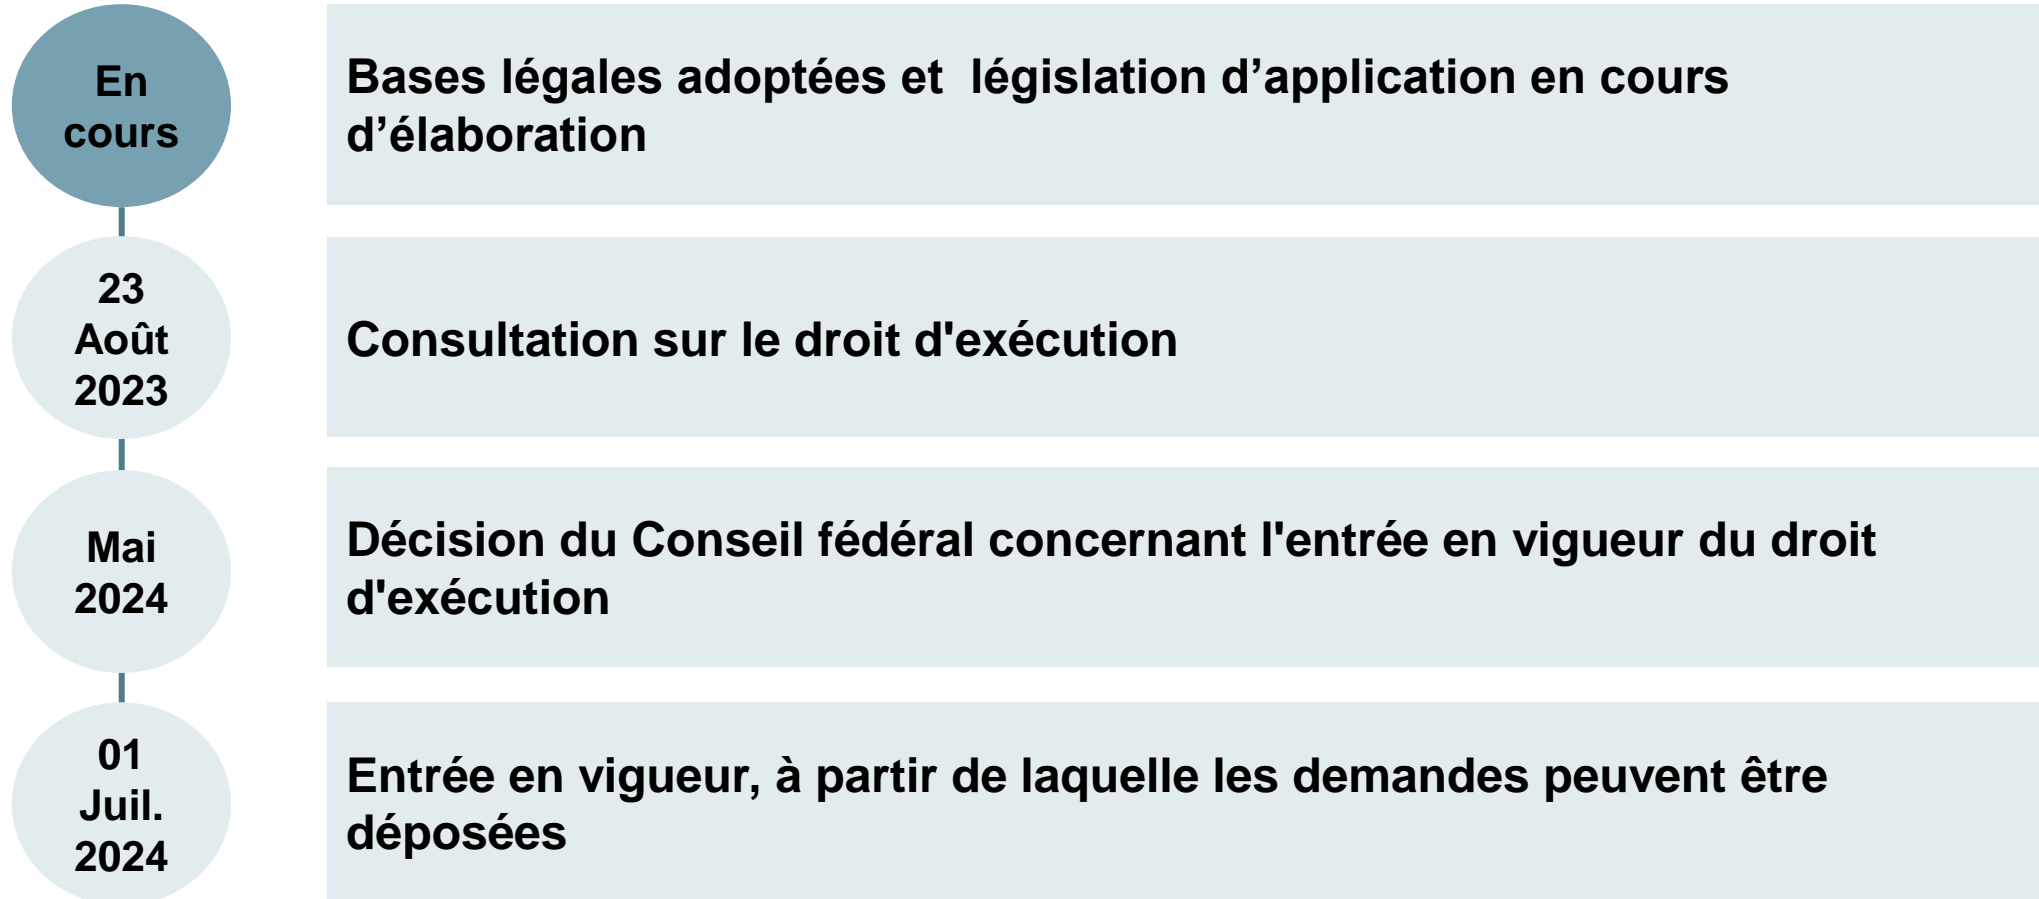 En
cours
Bases légales adoptées et  législation d’application en cours
d’élaboration
23
Août
2023
Consultation sur le droit d'exécution
Mai
2024
Décision du Conseil fédéral concernant l'entrée en vigueur du droit
d'exécution
01
Juil.
2024
Entrée en vigueur, à partir de laquelle les demandes peuvent être
déposées